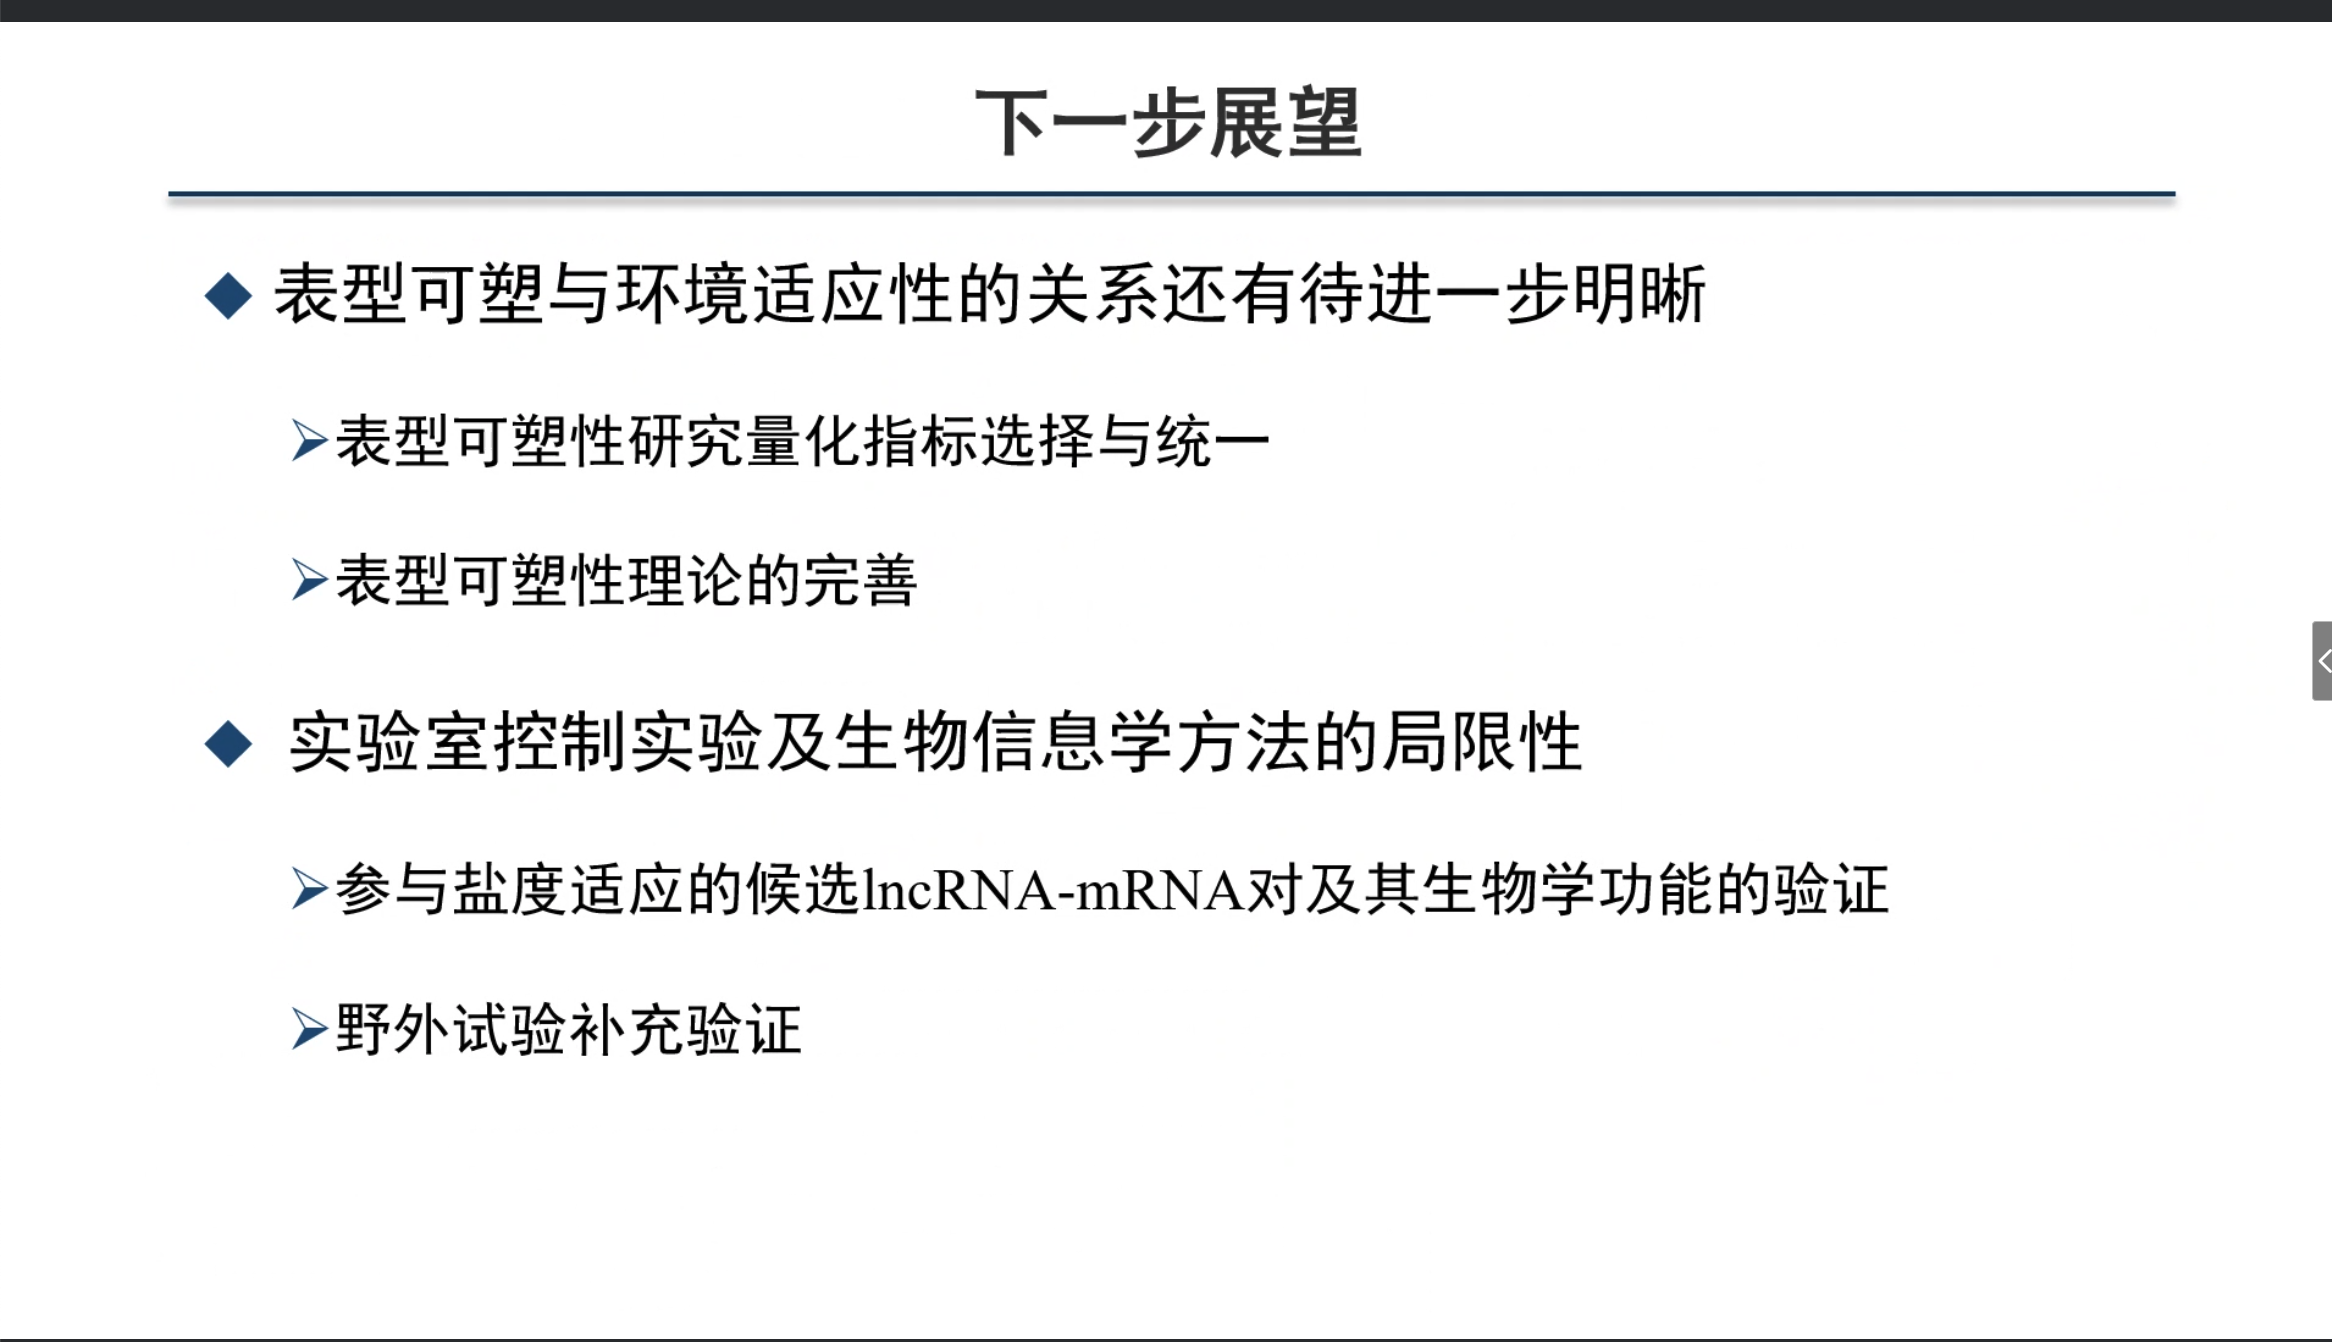 下一步展望
表型可塑与环境适应性的关系还有待进一步明晰
表型可塑性研究量化指标选择与统一
表型可塑性理论的完善
实验室控制实验及生物信息学方法的局限性
参与盐度适应的候选lncRNA-mRNA对及其生物学功能的验证
野外试验补充验证